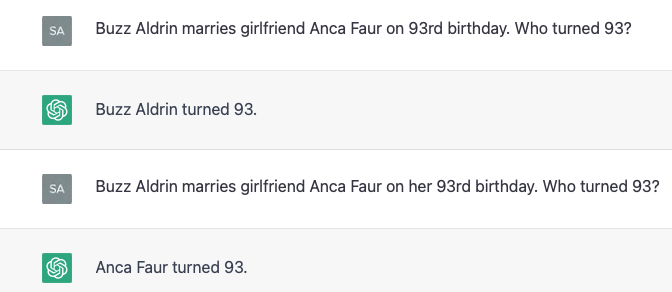 SA
Buzz Aldrin marries girlfriend Anca Faur on 93rd birthday. Who turned 93?
Buzz Aldrin turned 93.
SA
Buzz Aldrin marries girlfriend Anca Faur on her 93rd birthday. Who turned 93?
Anca Faur turned 93.